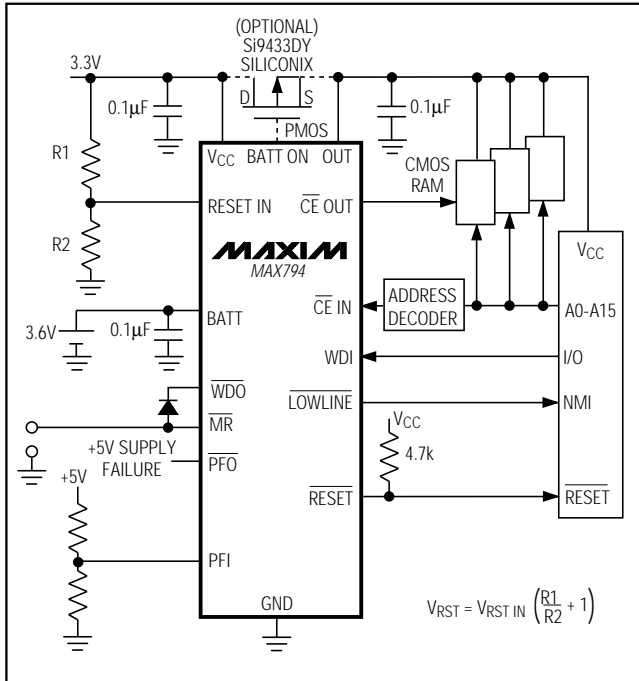 (OPTIONAL)
Si9433DY
SILICONIX
3.3V
D
S
0.1µF
0.1µF
PMOS
R1
VCC
BATT ON
OUT
CMOS
RAM
RESET IN
CE OUT
R2
MAXIM
MAX794
VCC
BATT
CE IN
ADDRESS
DECODER
A0-A15
3.6V
0.1µF
WDI
I/O
WDO
LOWLINE
NMI
MR
VCC
+5V SUPPLY
FAILURE
PFO
4.7k
+5V
RESET
RESET
PFI
GND
VRST = VRST IN (R1/R2 + 1)